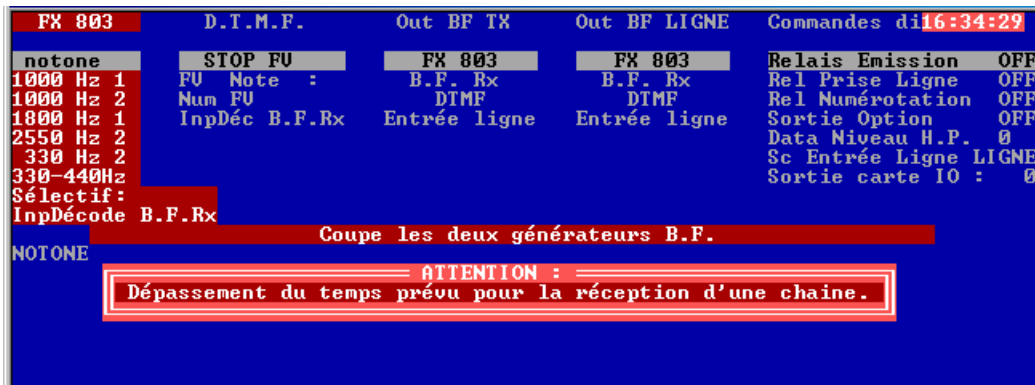 FX 803 D.T.M.F. Out BF TX Out BF LIGNE Commandes di16:34:29
notone STOP FV FX 803 FX 803 Relais Emission OFF
1000 Hz 1 FV Note : B.F. Rx B.F. Rx Rel Prise Ligne OFF
1000 Hz 2 Num FV DTMF DTMF Rel Numérotation OFF
1800 Hz 1 InpDéc B.F.Rx Entrée ligne Entrée ligne Sortie Option OFF
2550 Hz 2 Data Niveau H.P. 0
330 Hz 2 Sc Entrée Ligne LIGNE
330-440Hz Sortie carte IO : 0
Sélectif:
InpDécode B.F.Rx
Coupe les deux générateurs B.F.
NOTONE
ATTENTION :
Dépassement du temps prévu pour la réception d'une chaine.